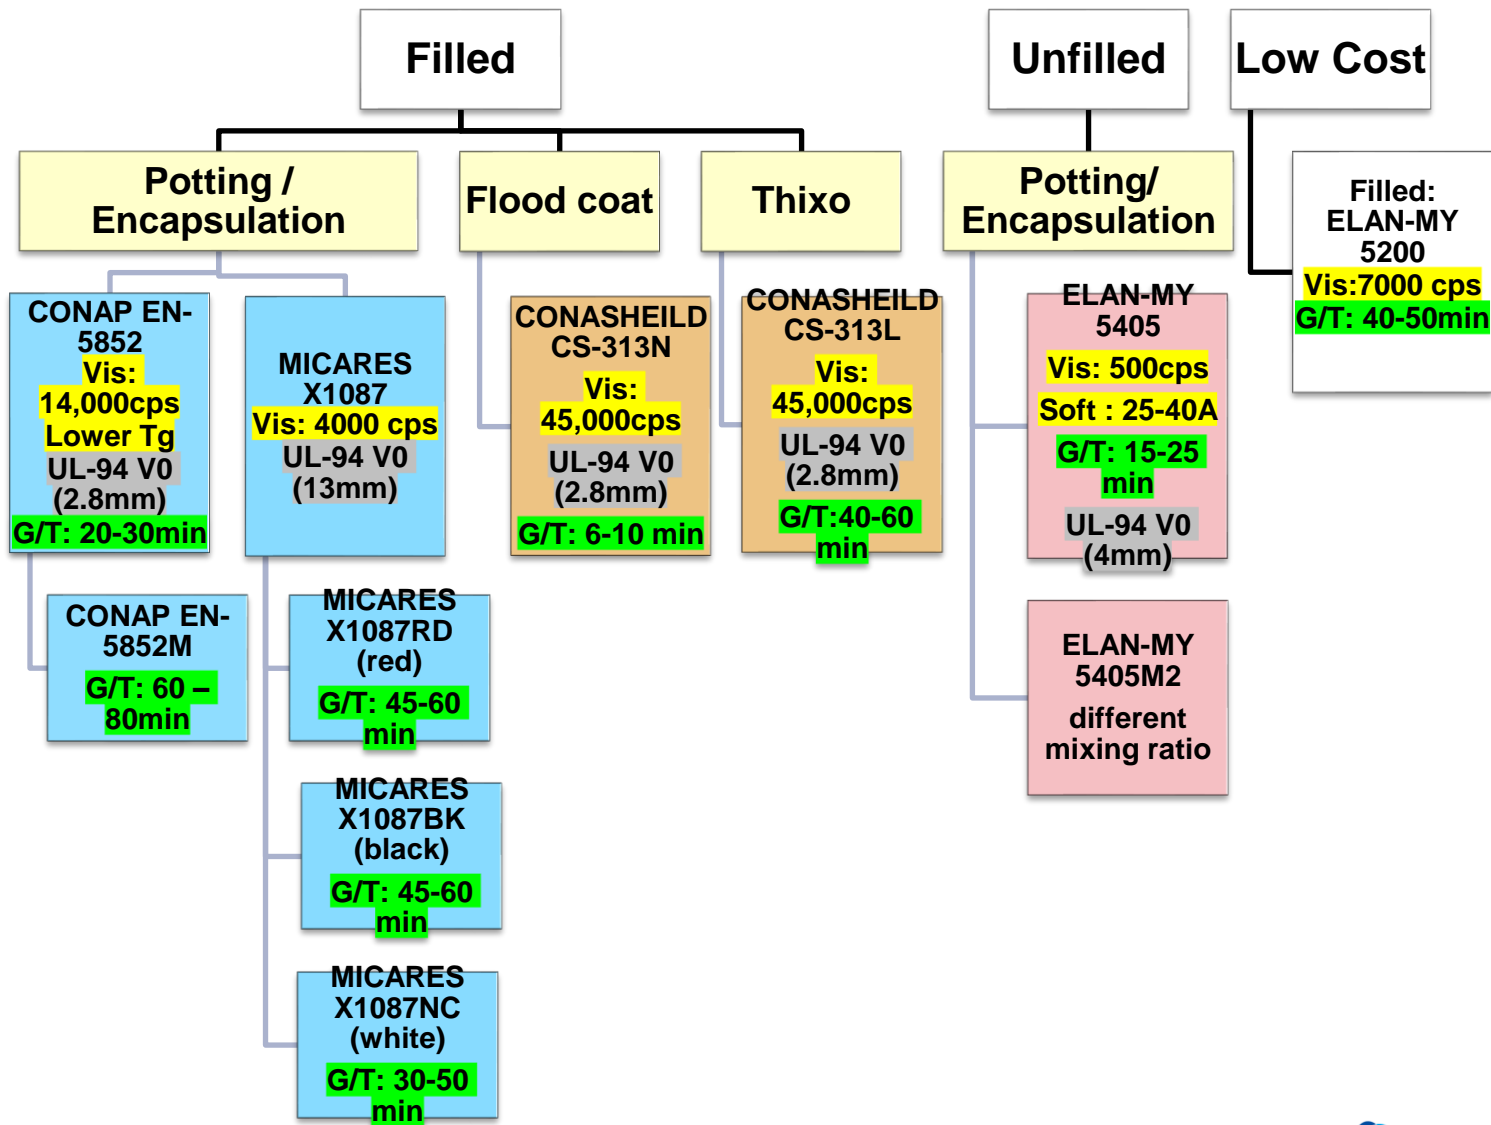 Filled
Unfilled
Low Cost
Potting /
Encapsulation
Flood coat
Thixo
Potting/
Encapsulation
Filled:
ELAN-MY
5200
Vis:7000 cps
G/T: 40-50min
CONAP EN-
5852
Vis:
14,000cps
Lower Tg
UL-94 V0
(2.8mm)
G/T: 20-30min
MICARES
X1087
Vis: 4000 cps
UL-94 V0
(13mm)
CONASHEILD
CS-313N
Vis:
45,000cps
UL-94 V0
(2.8mm)
G/T: 6-10 min
CONASHEILD
CS-313L
Vis:
45,000cps
UL-94 V0
(2.8mm)
G/T:40-60
min
ELAN-MY
5405
Vis: 500cps
Soft : 25-40A
G/T: 15-25
min
UL-94 V0
(4mm)
CONAP EN-
5852M
G/T: 60 –
80min
MICARES
X1087RD
(red)
G/T: 45-60
min
ELAN-MY
5405M2
different
mixing ratio
MICARES
X1087BK
(black)
G/T: 45-60
min
MICARES
X1087NC
(white)
G/T: 30-50
min